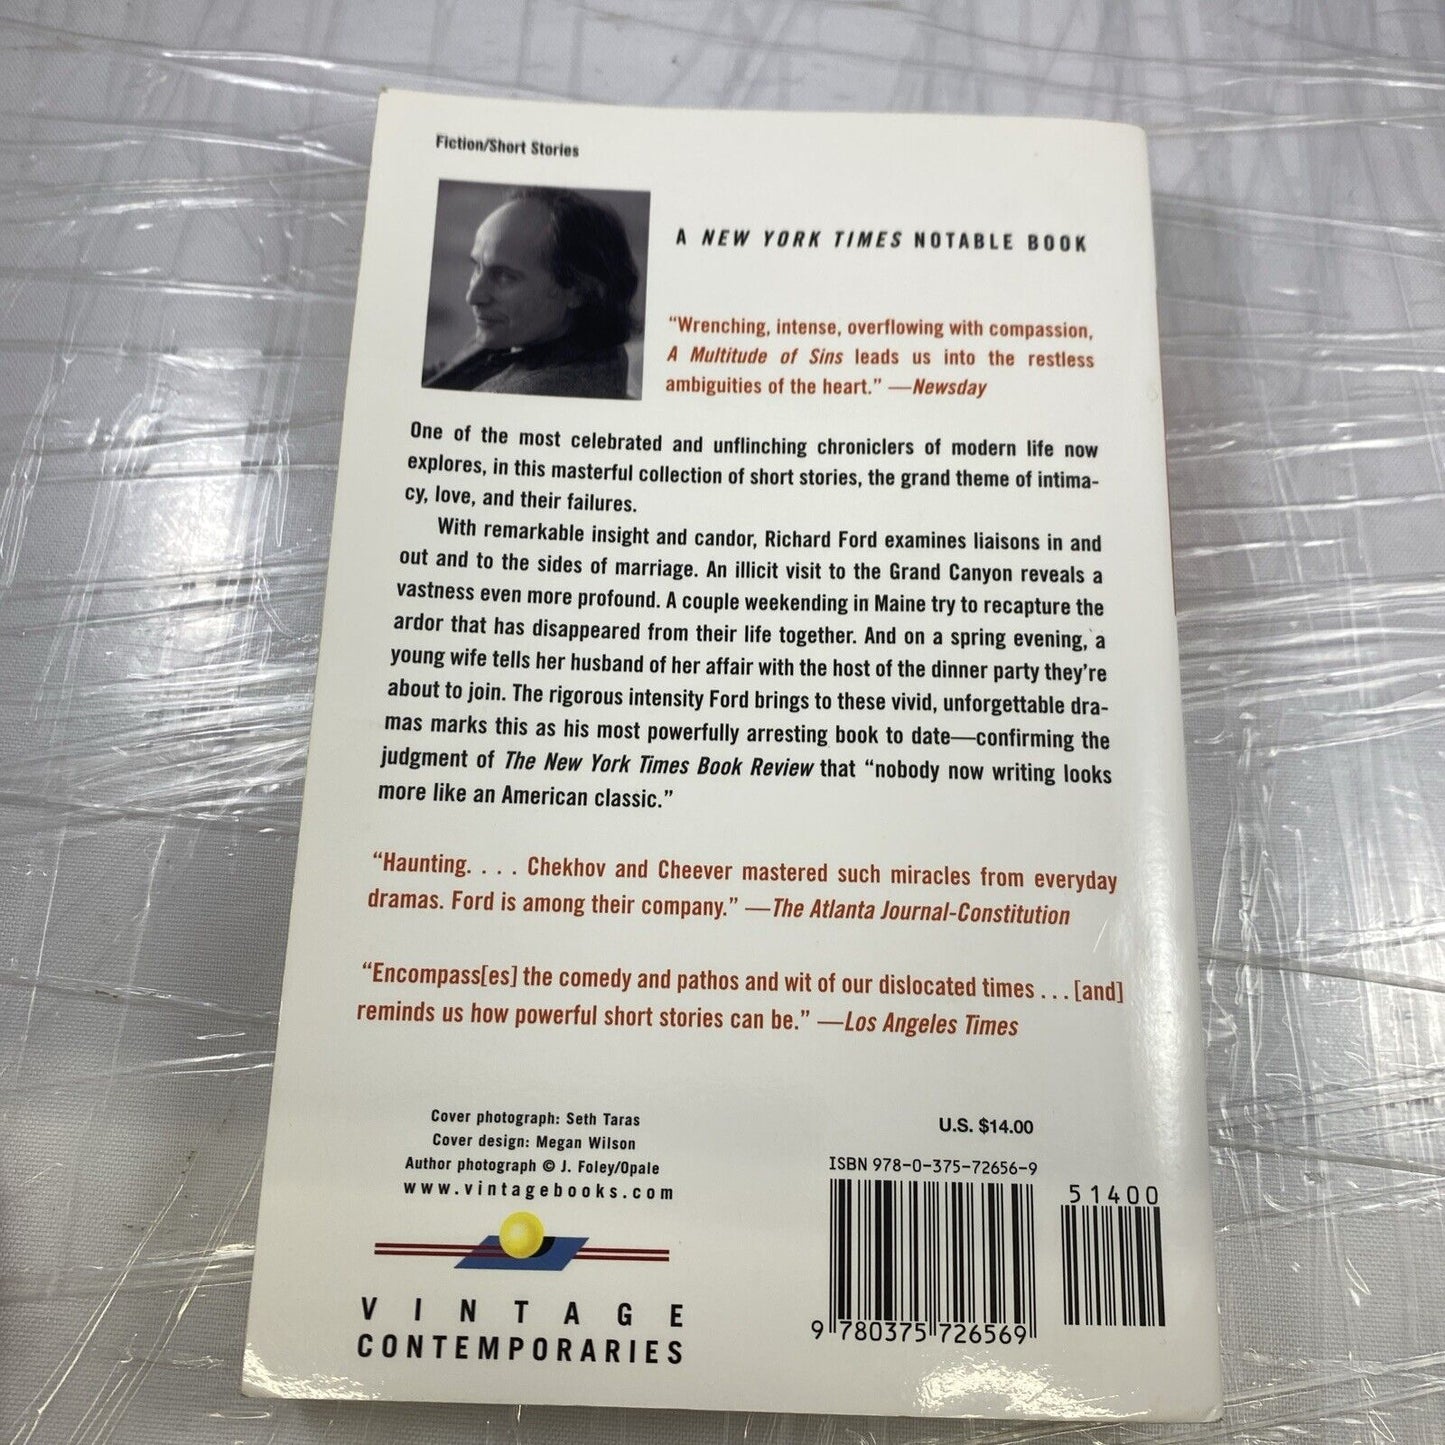 Fiction/Short Stories
A NEW YORK TIMES NOTABLE BOOK
“Wrenching, intense, overflowing with compassion,
A Multitude of Sins leads us into the restless
ambiguities of the heart.” —Newsday
One of the most celebrated and unflinching chroniclers of modern life now
explores, in this masterful collection of short stories, the grand theme of intima-
cy, love, and their failures.
With remarkable insight and candor, Richard Ford examines liaisons in and
out and to the sides of marriage. An illicit visit to the Grand Canyon reveals a
vastness even more profound. A couple weekending in Maine try to recapture the
ardor that has disappeared from their life together. And on a spring evening, a
young wife tells her husband of her affair with the host of the dinner party they’re
about to join. The rigorous intensity Ford brings to these vivid, unforgettable dra-
mas marks this as his most powerfully arresting book to date—confirming the
judgment of The New York Times Book Review that “nobody now writing looks
more like an American classic.”
“Haunting. . . . Chekhov and Cheever mastered such miracles from everyday
dramas. Ford is among their company.” —The Atlanta Journal-Constitution
“Encompass[es] the comedy and pathos and wit of our dislocated times . . . [and]
reminds us how powerful short stories can be.” —Los Angeles Times
Cover photograph: Seth Taras
Cover design: Megan Wilson
Author photograph © J. Foley/Opale
www.vintagebooks.com
VINTAGE
CONTEMPORARIES
U.S. $14.00
ISBN 978-0-375-72656-9
51400
9 780375 726569